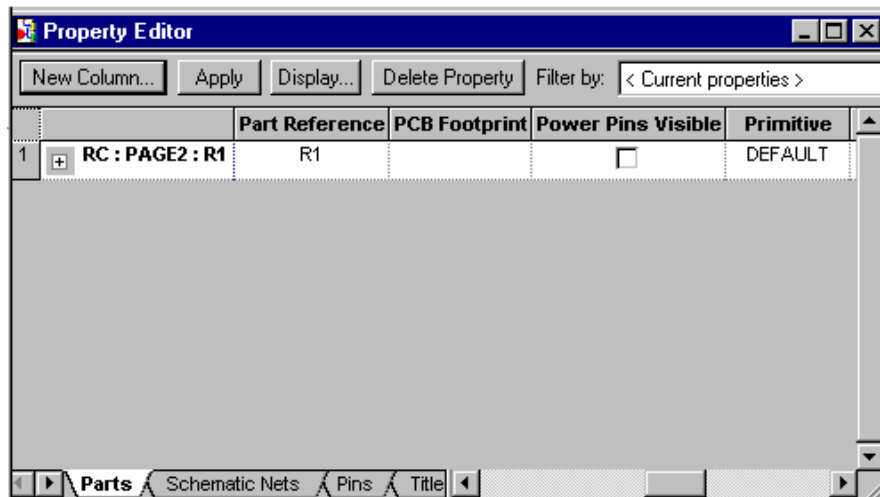 Property Editor
New Column... Apply Display... Delete Property Filter by: < Current properties >
Part Reference PCB Footprint Power Pins Visible Primitive
1 RC : PAGE2 : R1 R1 DEFAULT
Parts Schematic Nets Pins Title